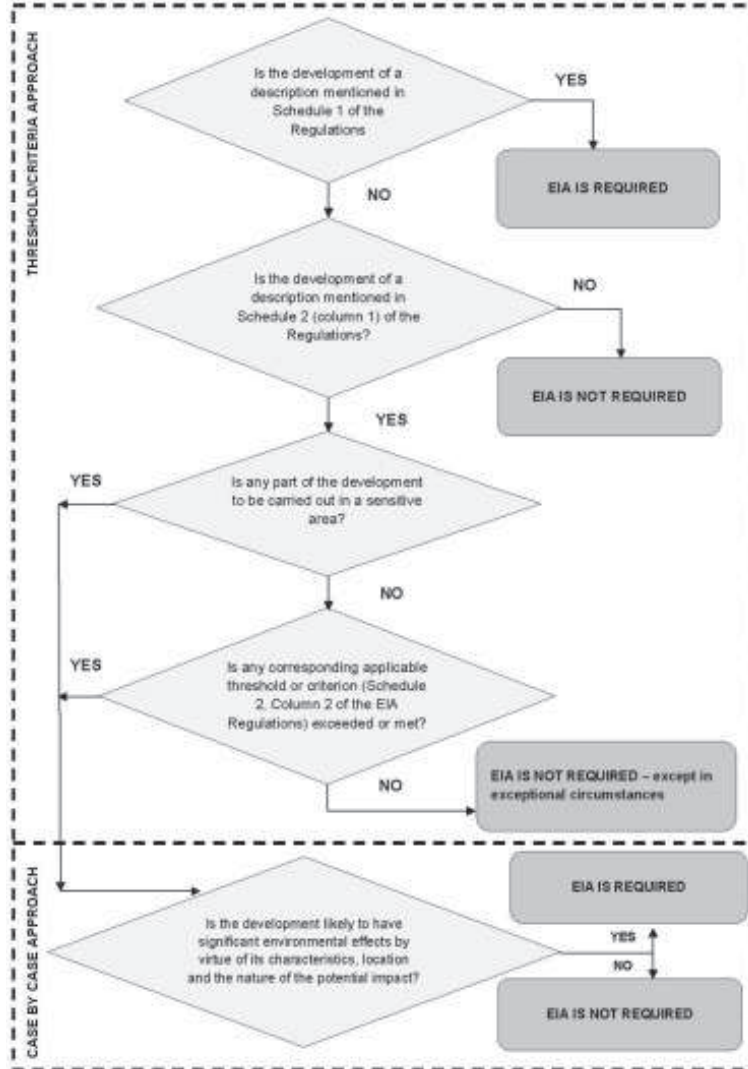 THRESHOLD/CRITERIA APPROACH
Is the development of a
description mentioned in
Schedule 1 of the
Regulations
YES
EIA IS REQUIRED
NO
Is the development of a
description mentioned in
Schedule 2 (column 1) of the
Regulations?
NO
EIA IS NOT REQUIRED
YES
Is any part of the development
to be carried out in a sensitive
area?
YES
NO
Is any corresponding applicable
threshold or criterion (Schedule
2, Column 2 of the EIA
Regulations) exceeded or met?
YES
NO
EIA IS NOT REQUIRED – except in
exceptional circumstances
CASE BY CASE APPROACH
Is the development likely to have
significant environmental effects by
virtue of its characteristics, location
and the nature of the potential impact?
EIA IS REQUIRED
YES
NO
EIA IS NOT REQUIRED